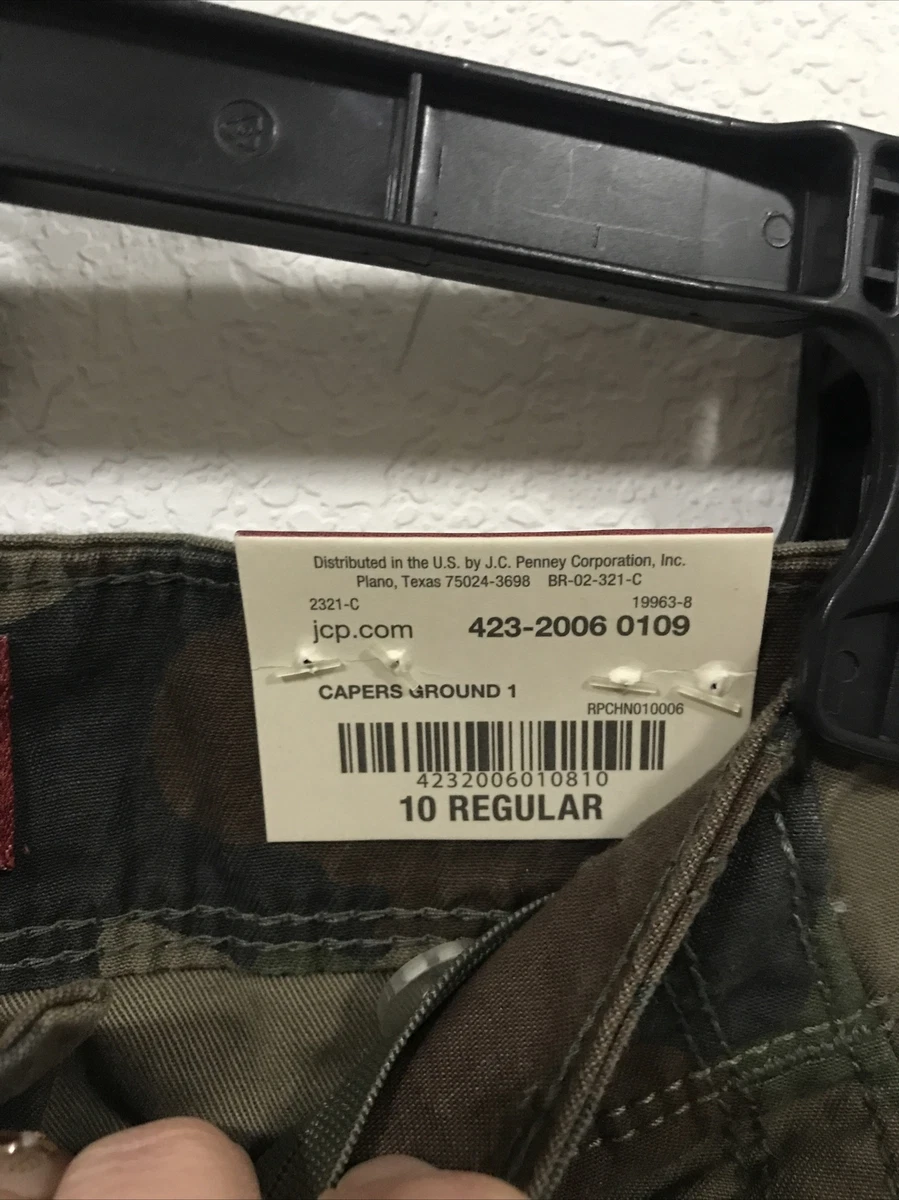 Distributed in the U.S. by J.C. Penney Corporation, Inc.
Plano, Texas 75024-3698 BR-02-321-C
2321-C 19963-8
jcp.com 423-2006 0109
CAPERS GROUND 1
RPCHN010006
4232006010810
10 REGULAR